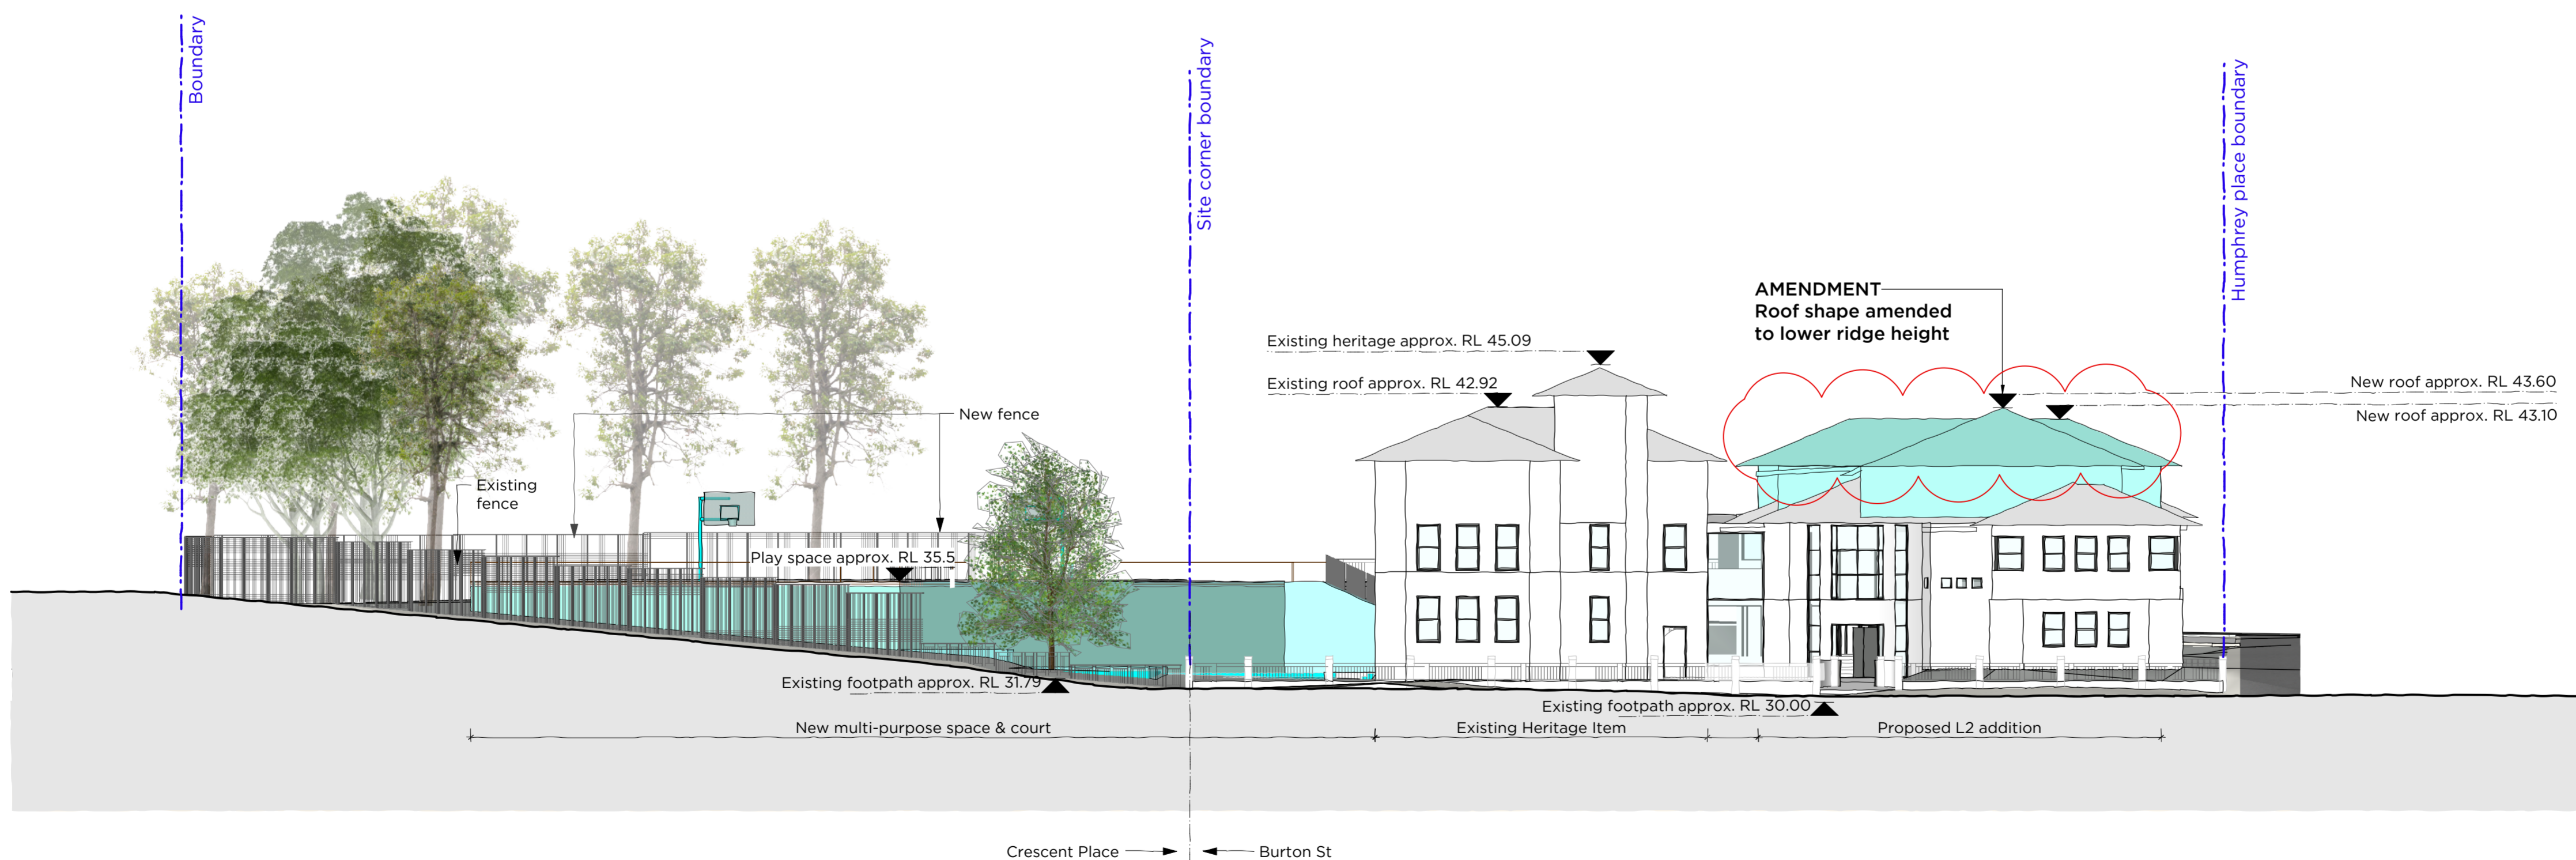 Boundary
Site corner boundary
Humphrey place boundary
AMENDMENT
Roof shape amended
to lower ridge height
Existing heritage approx. RL 45.09
Existing roof approx. RL 42.92
New roof approx. RL 43.60
New roof approx. RL 43.10
New fence
Existing
fence
Play space approx. RL 35.5
Existing footpath approx. RL 31.79
Existing footpath approx. RL 30.00
New multi-purpose space & court
Existing Heritage Item
Proposed L2 addition
Crescent Place
Burton St